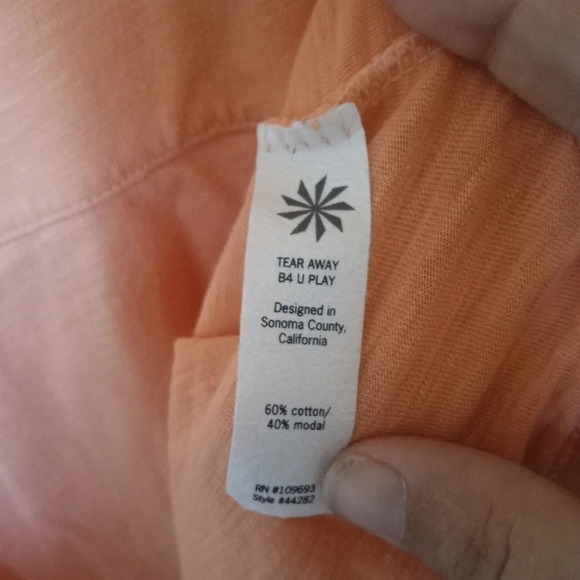 TEAR AWAY
B4 U PLAY
Designed in
Sonoma County,
California
60% cotton/
40% modal
RN #109693
Style #44282